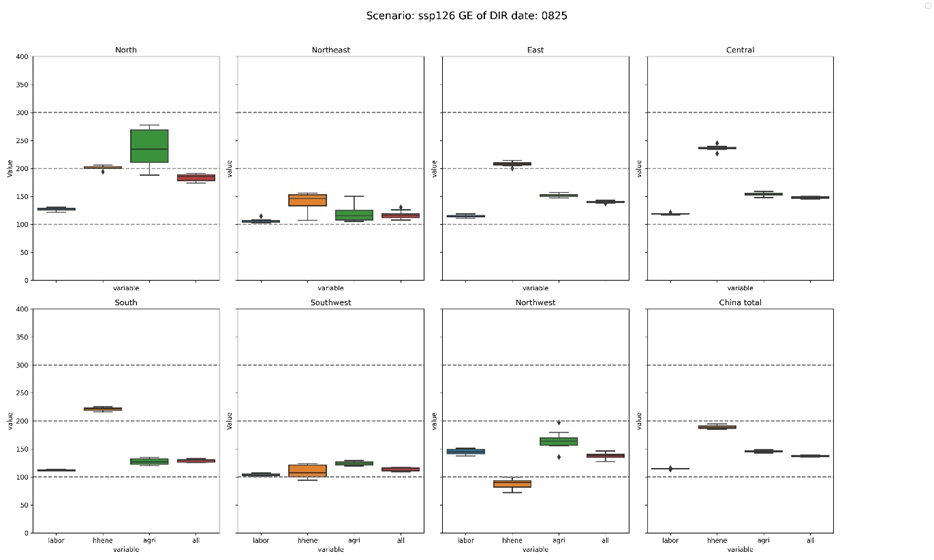 Scenario: ssp126 GE of DIR date: 0825
North
Northeast
East
Central
400
350
300
250
200
150
100
50
0
Value
value
value
value
variable
variable
variable
variable
South
Southwest
Northwest
China total
400
350
300
250
200
150
100
50
0
value
value
value
value
labor hhene agri all
labor hhene agri all
labor hhene agri all
labor hhene agri all
variable
variable
variable
variable